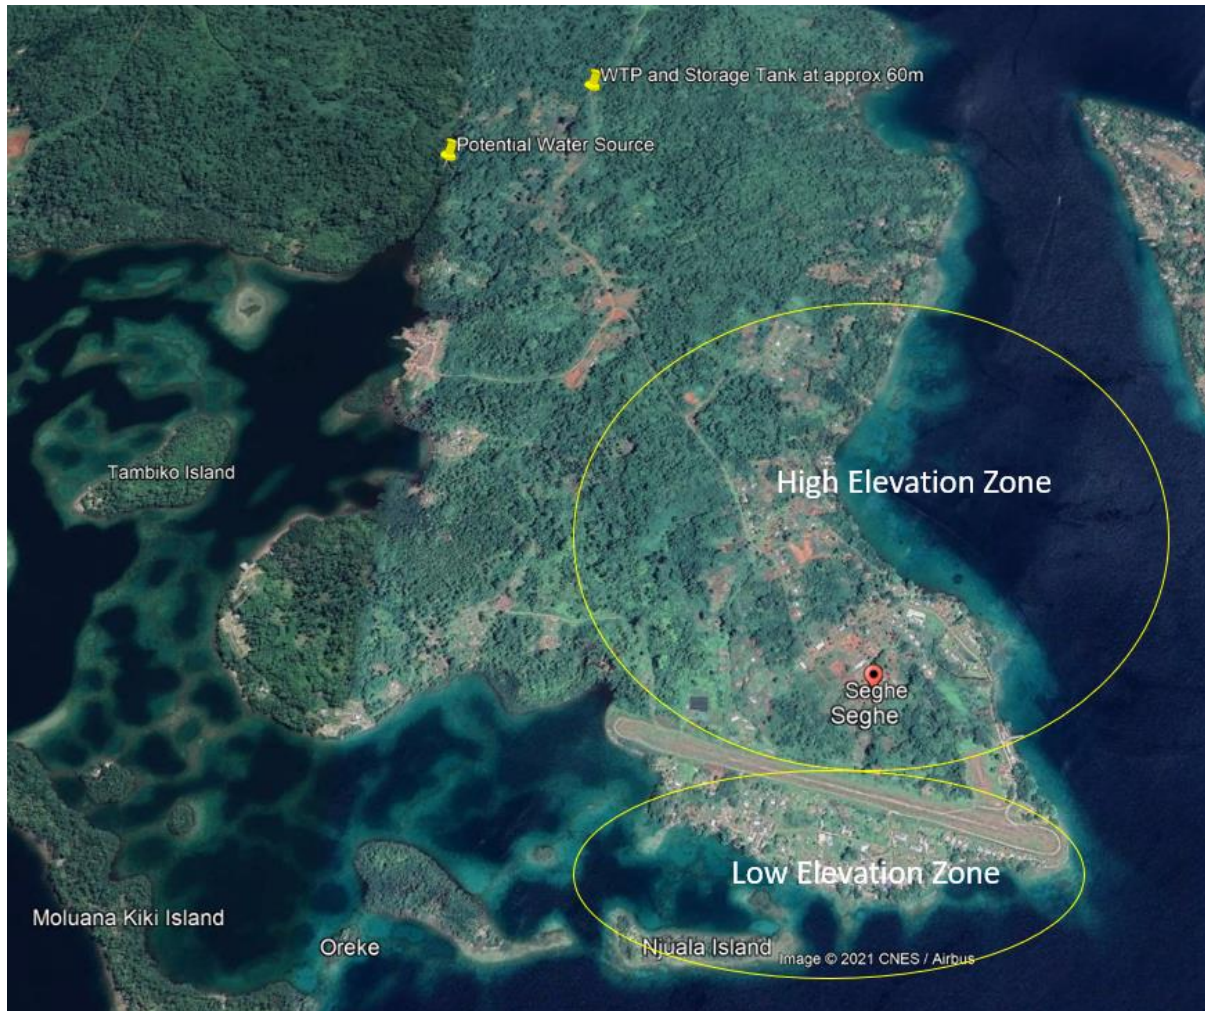 WTP and Storage Tank at approx 60m
Potential Water Source
Tambiko Island
High Elevation Zone
Seghe
Seghe
Low Elevation Zone
Moluana Kiki Island
Oreke
Njuala Island
Image © 2021 CNES / Airbus